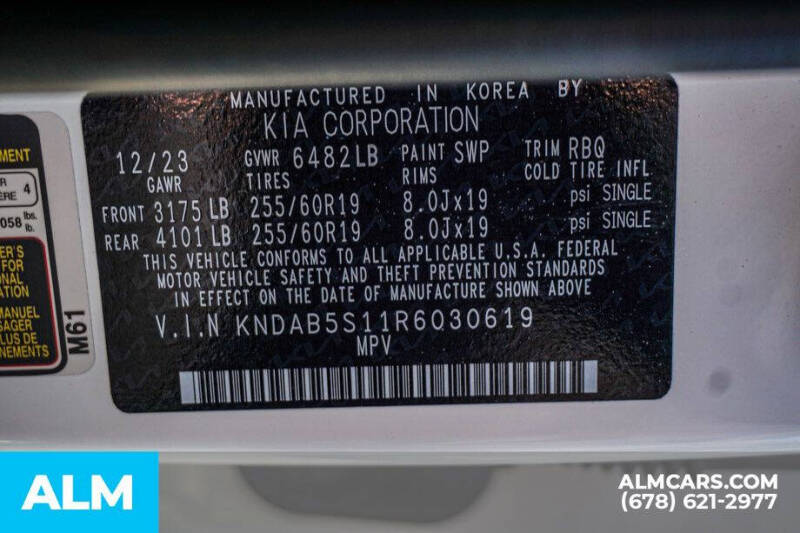 MANUFACTURED IN KOREA BY
KIA CORPORATION
12/23 GVWR 6482LB PAINT SWP TRIM RBQ
GAWR TIRES RIMS COLD TIRE INFL
FRONT 3175 LB 255/60R19 8.0Jx19 psi SINGLE
REAR 4101 LB 255/60R19 8.0Jx19 psi SINGLE
THIS VEHICLE CONFORMS TO ALL APPLICABLE U.S.A. FEDERAL
MOTOR VEHICLE SAFETY AND THEFT PREVENTION STANDARDS
IN EFFECT ON THE DATE OF MANUFACTURE SHOWN ABOVE
V.I.N KNDAB5S11R6030619
MPV
4
058 lbs.
M61
ALM
ALMCARS.COM
(678) 621-2977